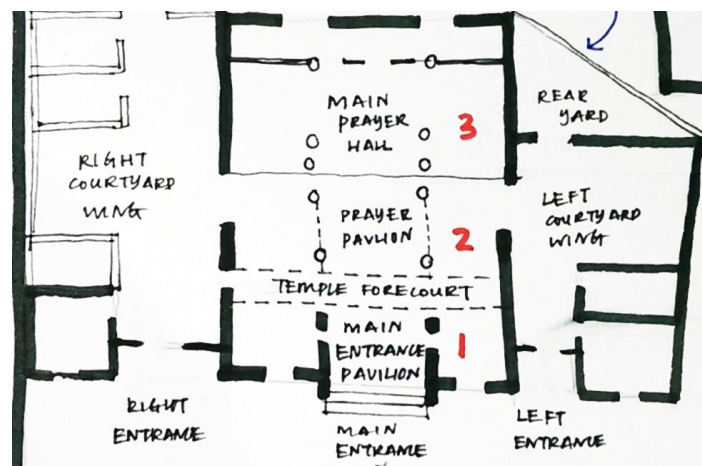 MAIN
PRAYER
HALL
3
REAR
YARD
RIGHT
COURTYARD
WING
LEFT
COURTYARD
WING
PRAYER
PAVILION
2
TEMPLE FORECOURT
MAIN
ENTRANCE
PAVILION
1
RIGHT
ENTRANCE
MAIN
ENTRANCE
LEFT
ENTRANCE